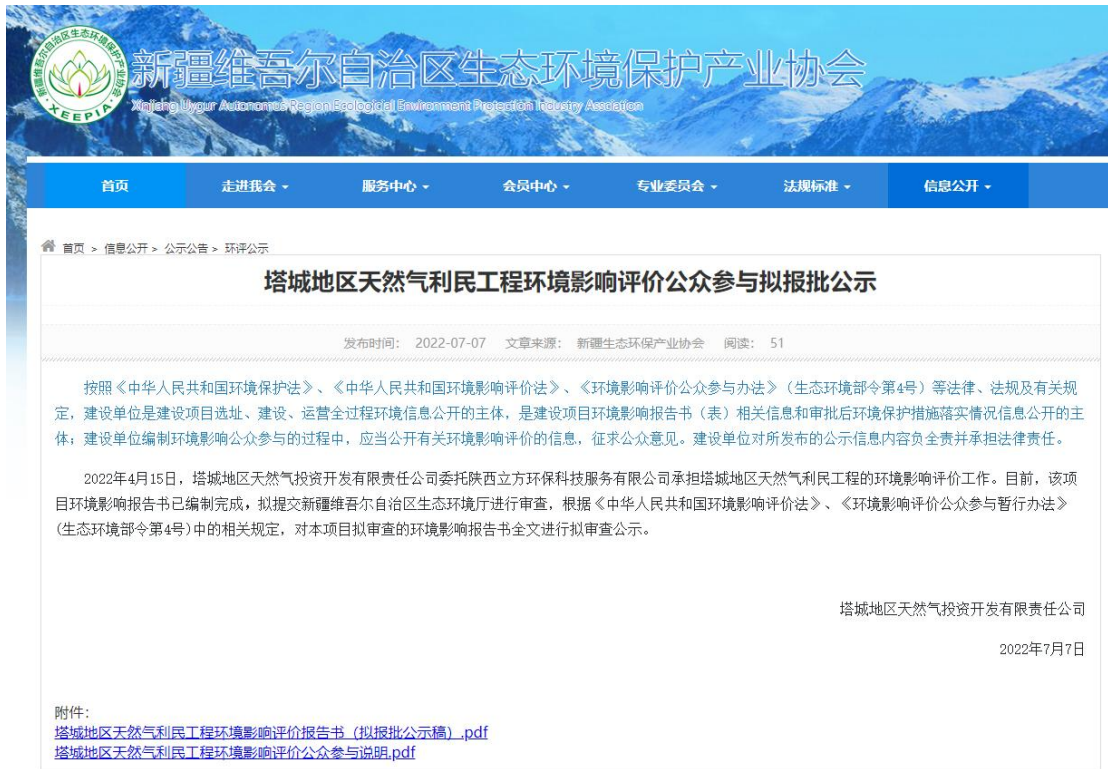 新疆维吾尔自治区生态环境保护产业协会
XEEPIA
新疆维吾尔自治区生态环境保护产业协会
首页
走进我会
服务中心
会员中心
专业委员会
法规标准
信息公开
首页 > 信息公开 > 公示公告 > 环评公示
塔城地区天然气利民工程环境影响评价公众参与拟报批公示
发布时间: 2022-07-07 文章来源: 新疆生态环保产业协会 阅读: 51
按照《中华人民共和国环境保护法》、《中华人民共和国环境影响评价法》、《环境影响评价公众参与办法》(生态环境部令第4号)等法律、法规及有关规
定，建设单位是建设项目选址、建设、运营全过程环境信息公开的主体，是建设项目环境影响报告书（表）相关信息和审批后环境保护措施落实情况信息公开的主
体；建设单位编制环境影响公众参与的过程中，应当公开有关环境影响评价的信息，征求公众意见。建设单位对所发布的公示信息内容负全责并承担法律责任。
2022年4月15日，塔城地区天然气投资开发有限责任公司委托陕西立方环保科技服务有限公司承担塔城地区天然气利民工程的环境影响评价工作。目前，该项
目环境影响报告书已编制完成，拟提交新疆维吾尔自治区生态环境厅进行审查，根据《中华人民共和国环境影响评价法》、《环境影响评价公众参与暂行办法》
(生态环境部令第4号)中的相关规定，对本项目拟审查的环境影响报告书全文进行拟审查公示。
塔城地区天然气投资开发有限责任公司
2022年7月7日
附件：
塔城地区天然气利民工程环境影响评价报告书（拟报批公示稿）.pdf
塔城地区天然气利民工程环境影响评价公众参与说明.pdf